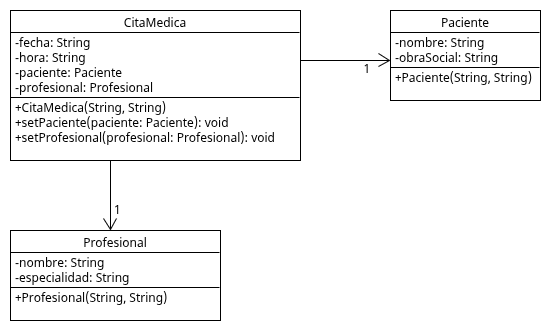 CitaMedica
-fecha: String
-hora: String
-paciente: Paciente
-profesional: Profesional
+CitaMedica(String, String)
+setPaciente(paciente: Paciente): void
+setProfesional(profesional: Profesional): void
1
Paciente
-nombre: String
-obraSocial: String
+Paciente(String, String)
1
Profesional
-nombre: String
-especialidad: String
+Profesional(String, String)